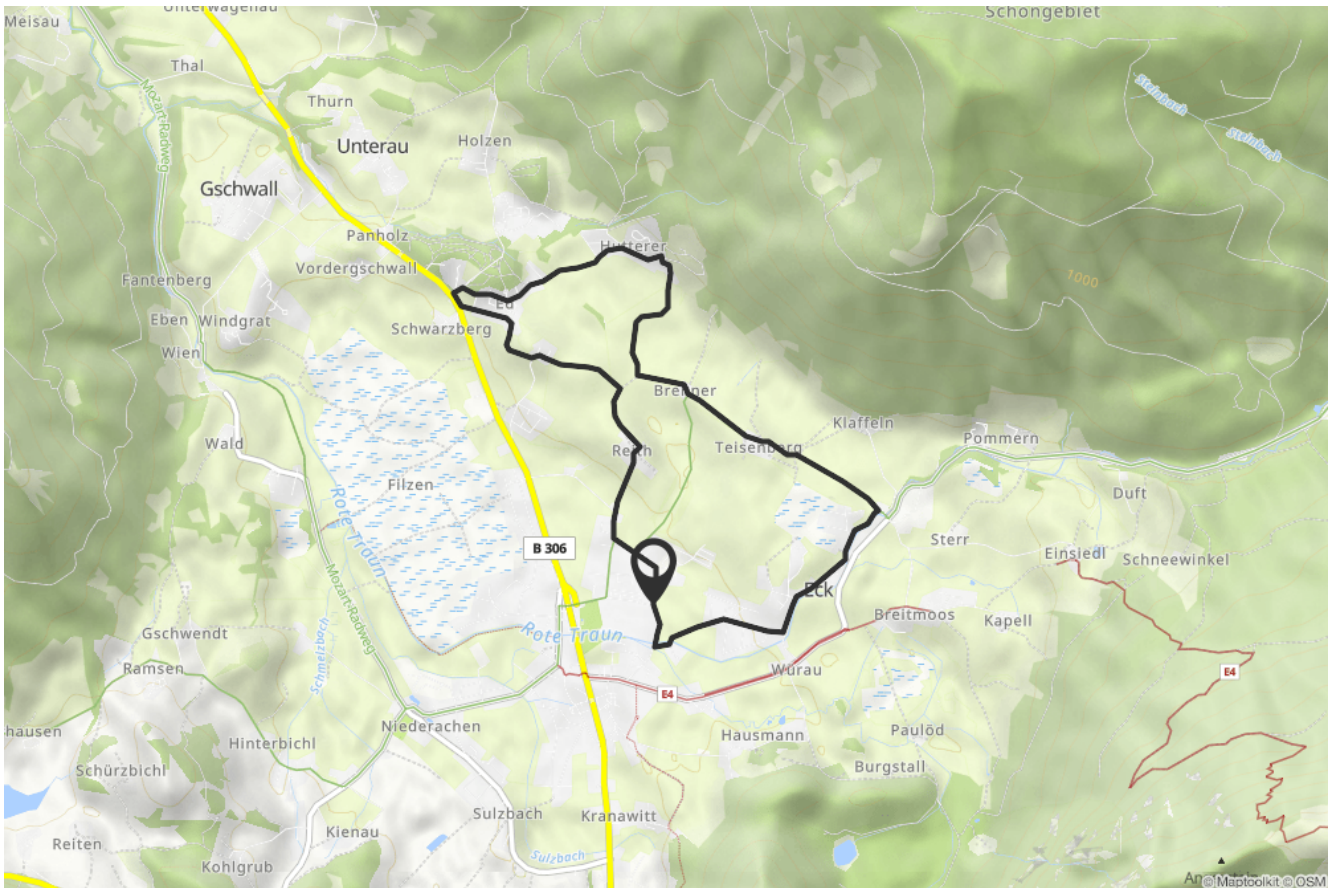 Meisau
Unterwagenau
Schongebiet
Thal
Mozart-Radweg
Thurn
Steinbach
Steinbach
Unterau
Holzen
Gschwall
Panholz
Hutterer
Vordergschwall
1000
Fantenberg
Ed
Eben
Windgrat
Schwarzberg
Wien
Brenner
Klaffeln
Wald
Reith
Teisenberg
Pommern
Filzen
Duft
Rote Traun
B 306
Sterr
Einsiedl
Schneewinkel
Mozart-Radweg
Eck
Breitmoos
Kapell
Gschwendt
Rote Traun
Schmelzbach
Ramsen
Wurau
E4
E4
hausen
Niederachen
Hausmann
Paulöd
Hinterbichl
Schürzbichl
Burgstall
Sulzbach
Kranawitt
Kienau
Reiten
Sulzbach
Kohlgrub
© Maptoolkit © OSM